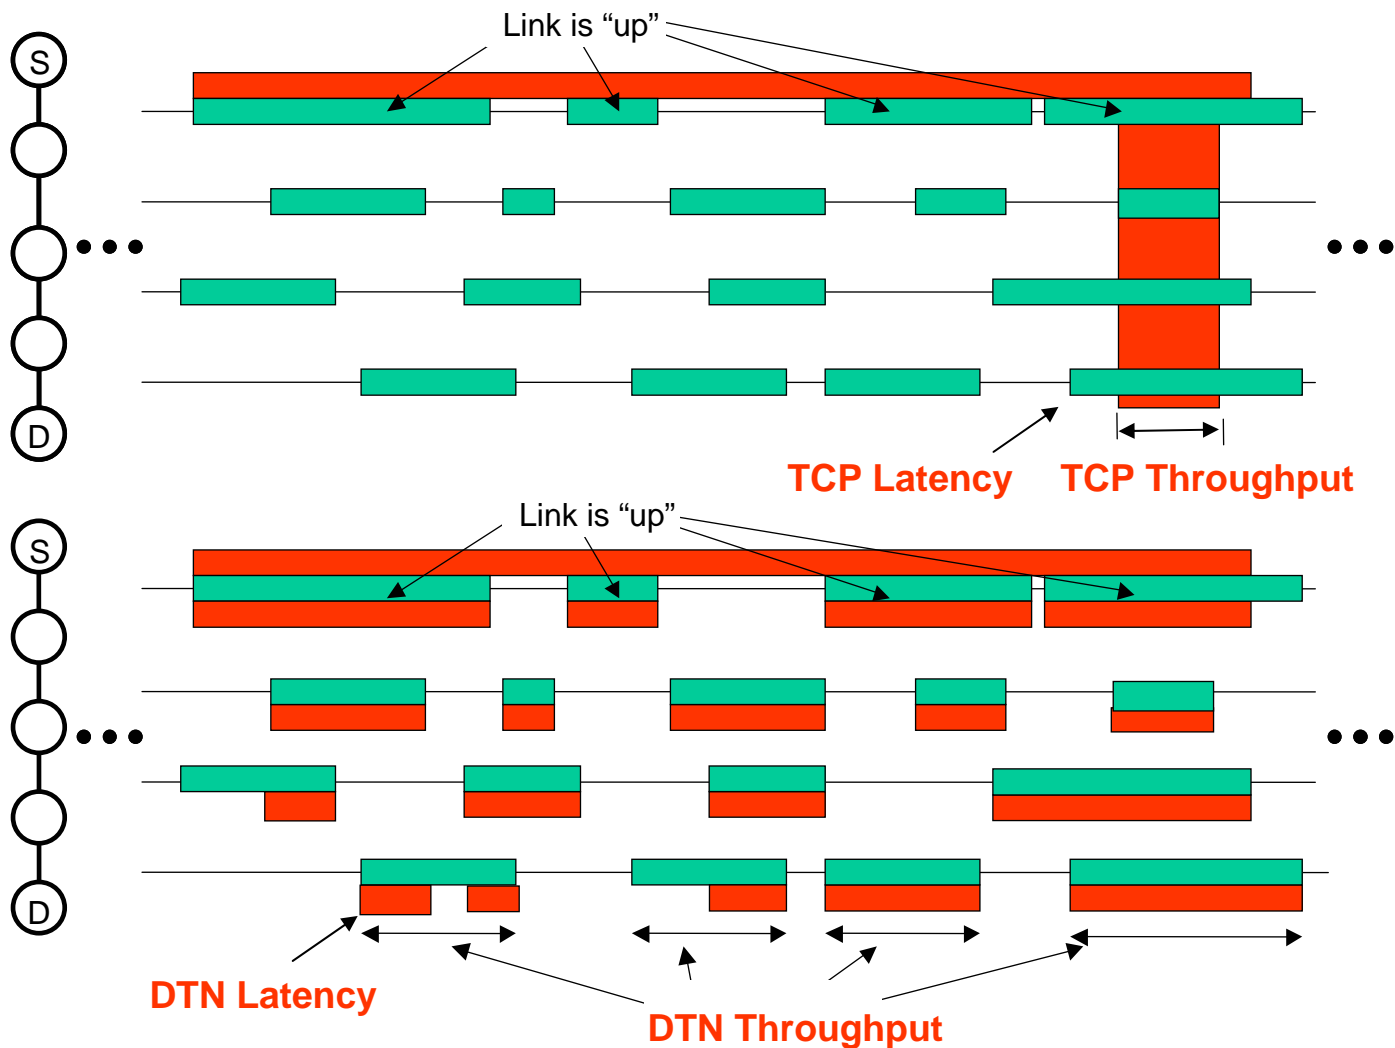 Link is “up”
S
D
TCP Latency
TCP Throughput
Link is “up”
S
D
DTN Latency
DTN Throughput